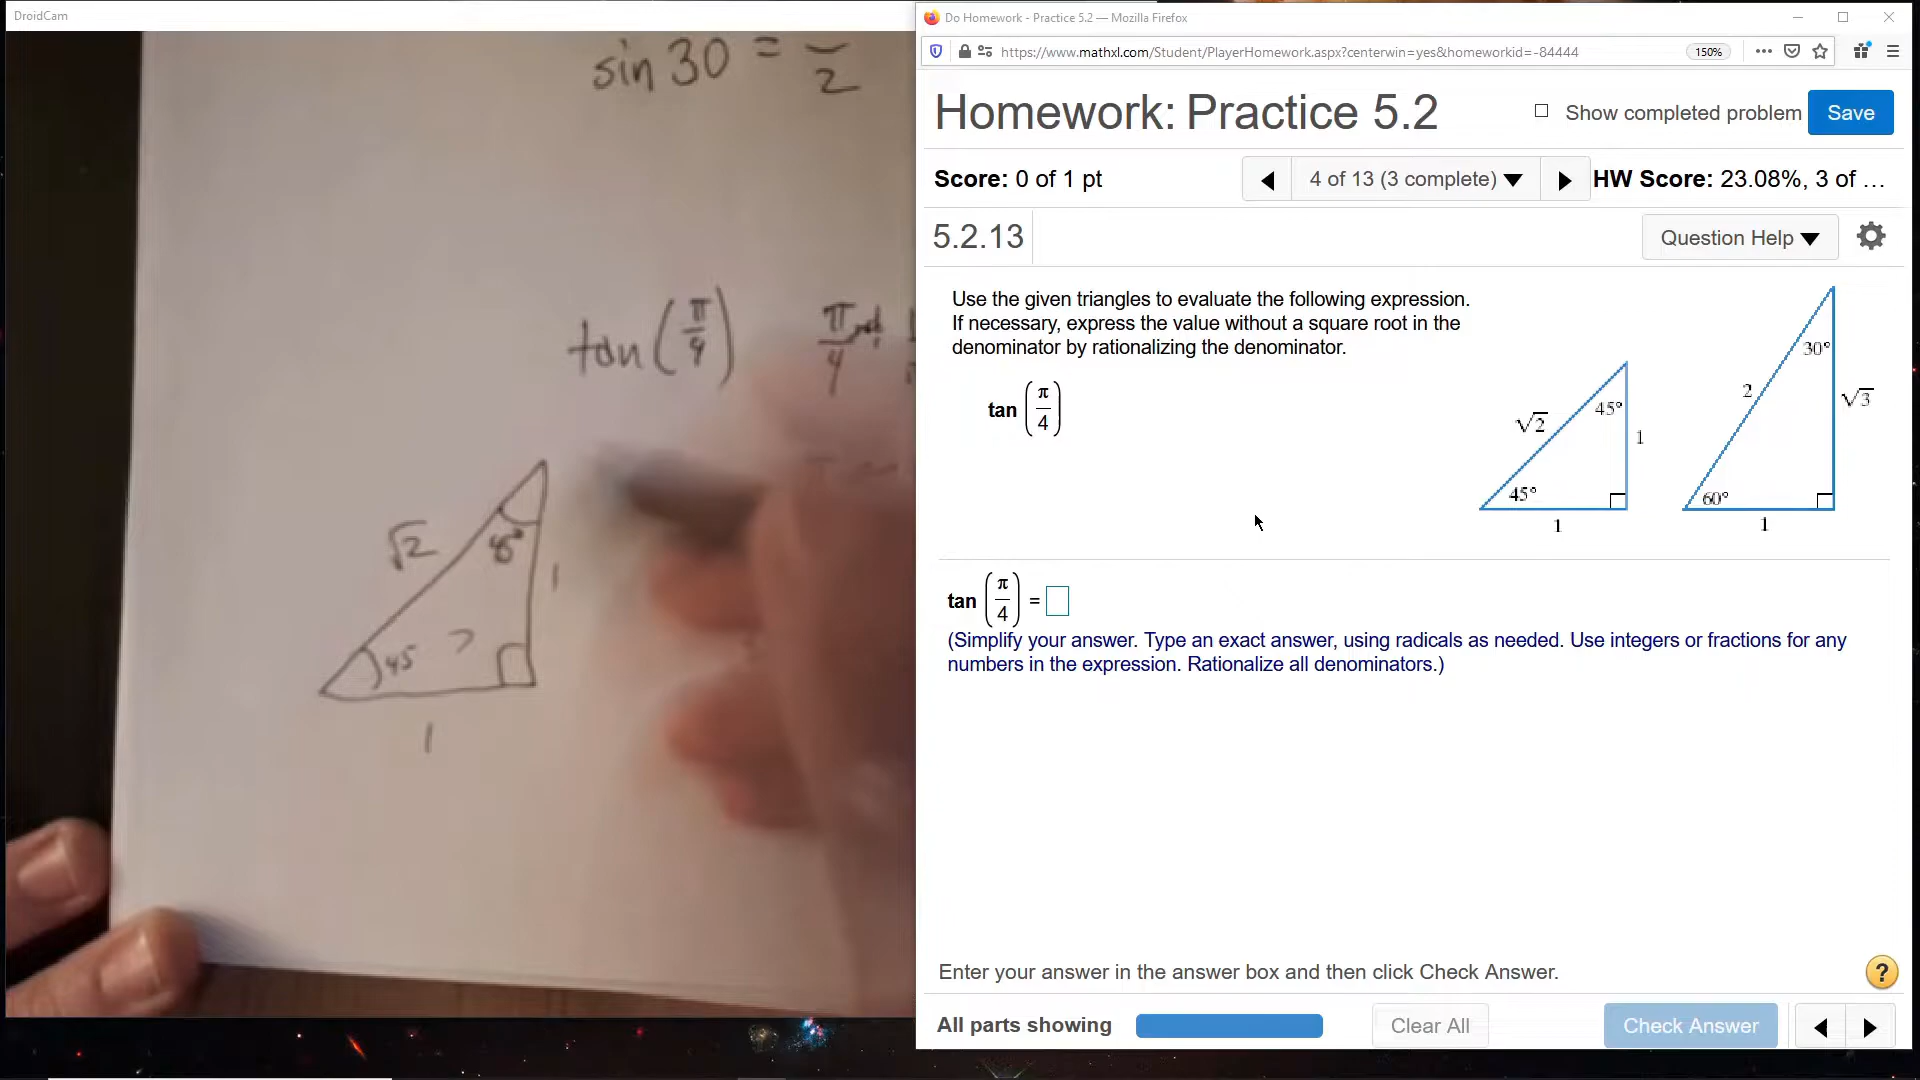 DroidCam
sin 30 = — 2
tan (π/4) π/4 rad
√2
45
1
1
Do Homework - Practice 5.2 — Mozilla Firefox
https://www.mathxl.com/Student/PlayerHomework.aspx?centerwin=yes&homeworkid=-84444
150%
Homework: Practice 5.2
Show completed problem
Save
Score: 0 of 1 pt
4 of 13 (3 complete)
HW Score: 23.08%, 3 of …
5.2.13
Question Help
Use the given triangles to evaluate the following expression.
If necessary, express the value without a square root in the
denominator by rationalizing the denominator.
tan (π/4)
√2
45°
1
45°
1
30°
2
√3
60°
1
tan (π/4) =
(Simplify your answer. Type an exact answer, using radicals as needed. Use integers or fractions for any
numbers in the expression. Rationalize all denominators.)
Enter your answer in the answer box and then click Check Answer.
?
All parts showing
Clear All
Check Answer